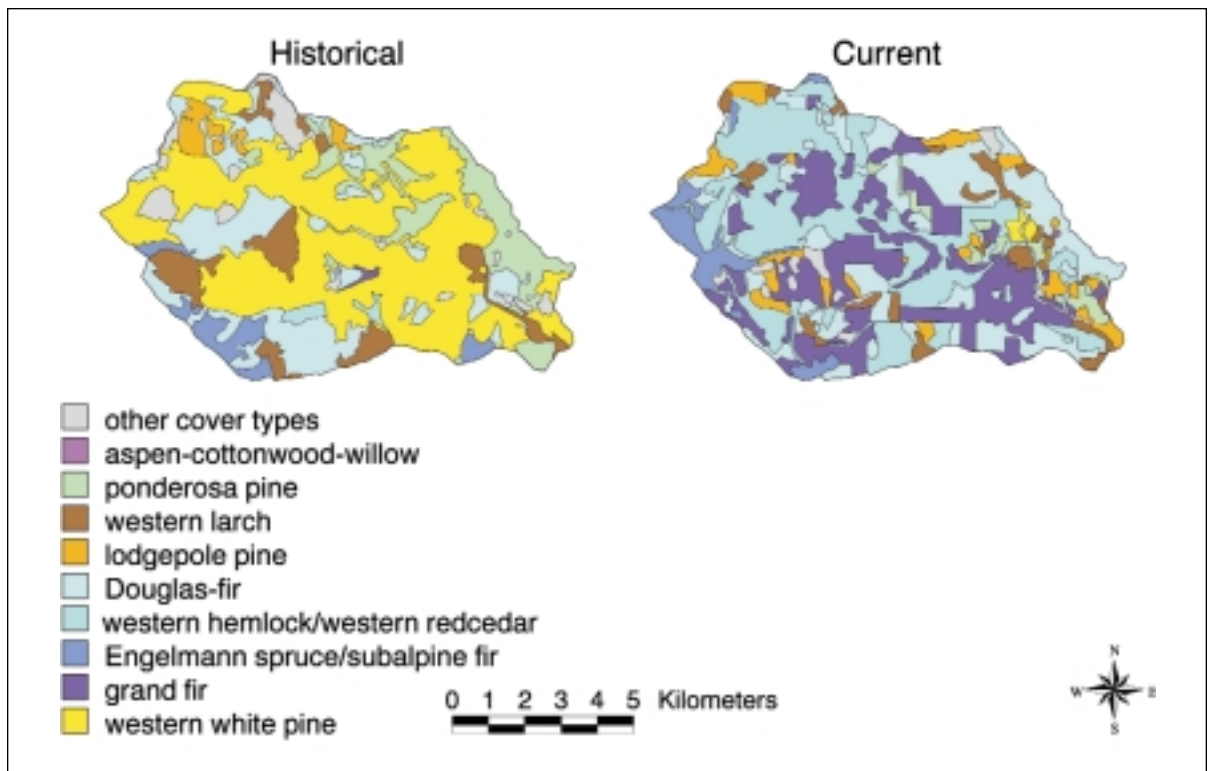 Historical
Current
other cover types
aspen-cottonwood-willow
ponderosa pine
western larch
lodgepole pine
Douglas-fir
western hemlock/western redcedar
Engelmann spruce/subalpine fir
grand fir
western white pine
0 1 2 3 4 5 Kilometers
N
W E
S